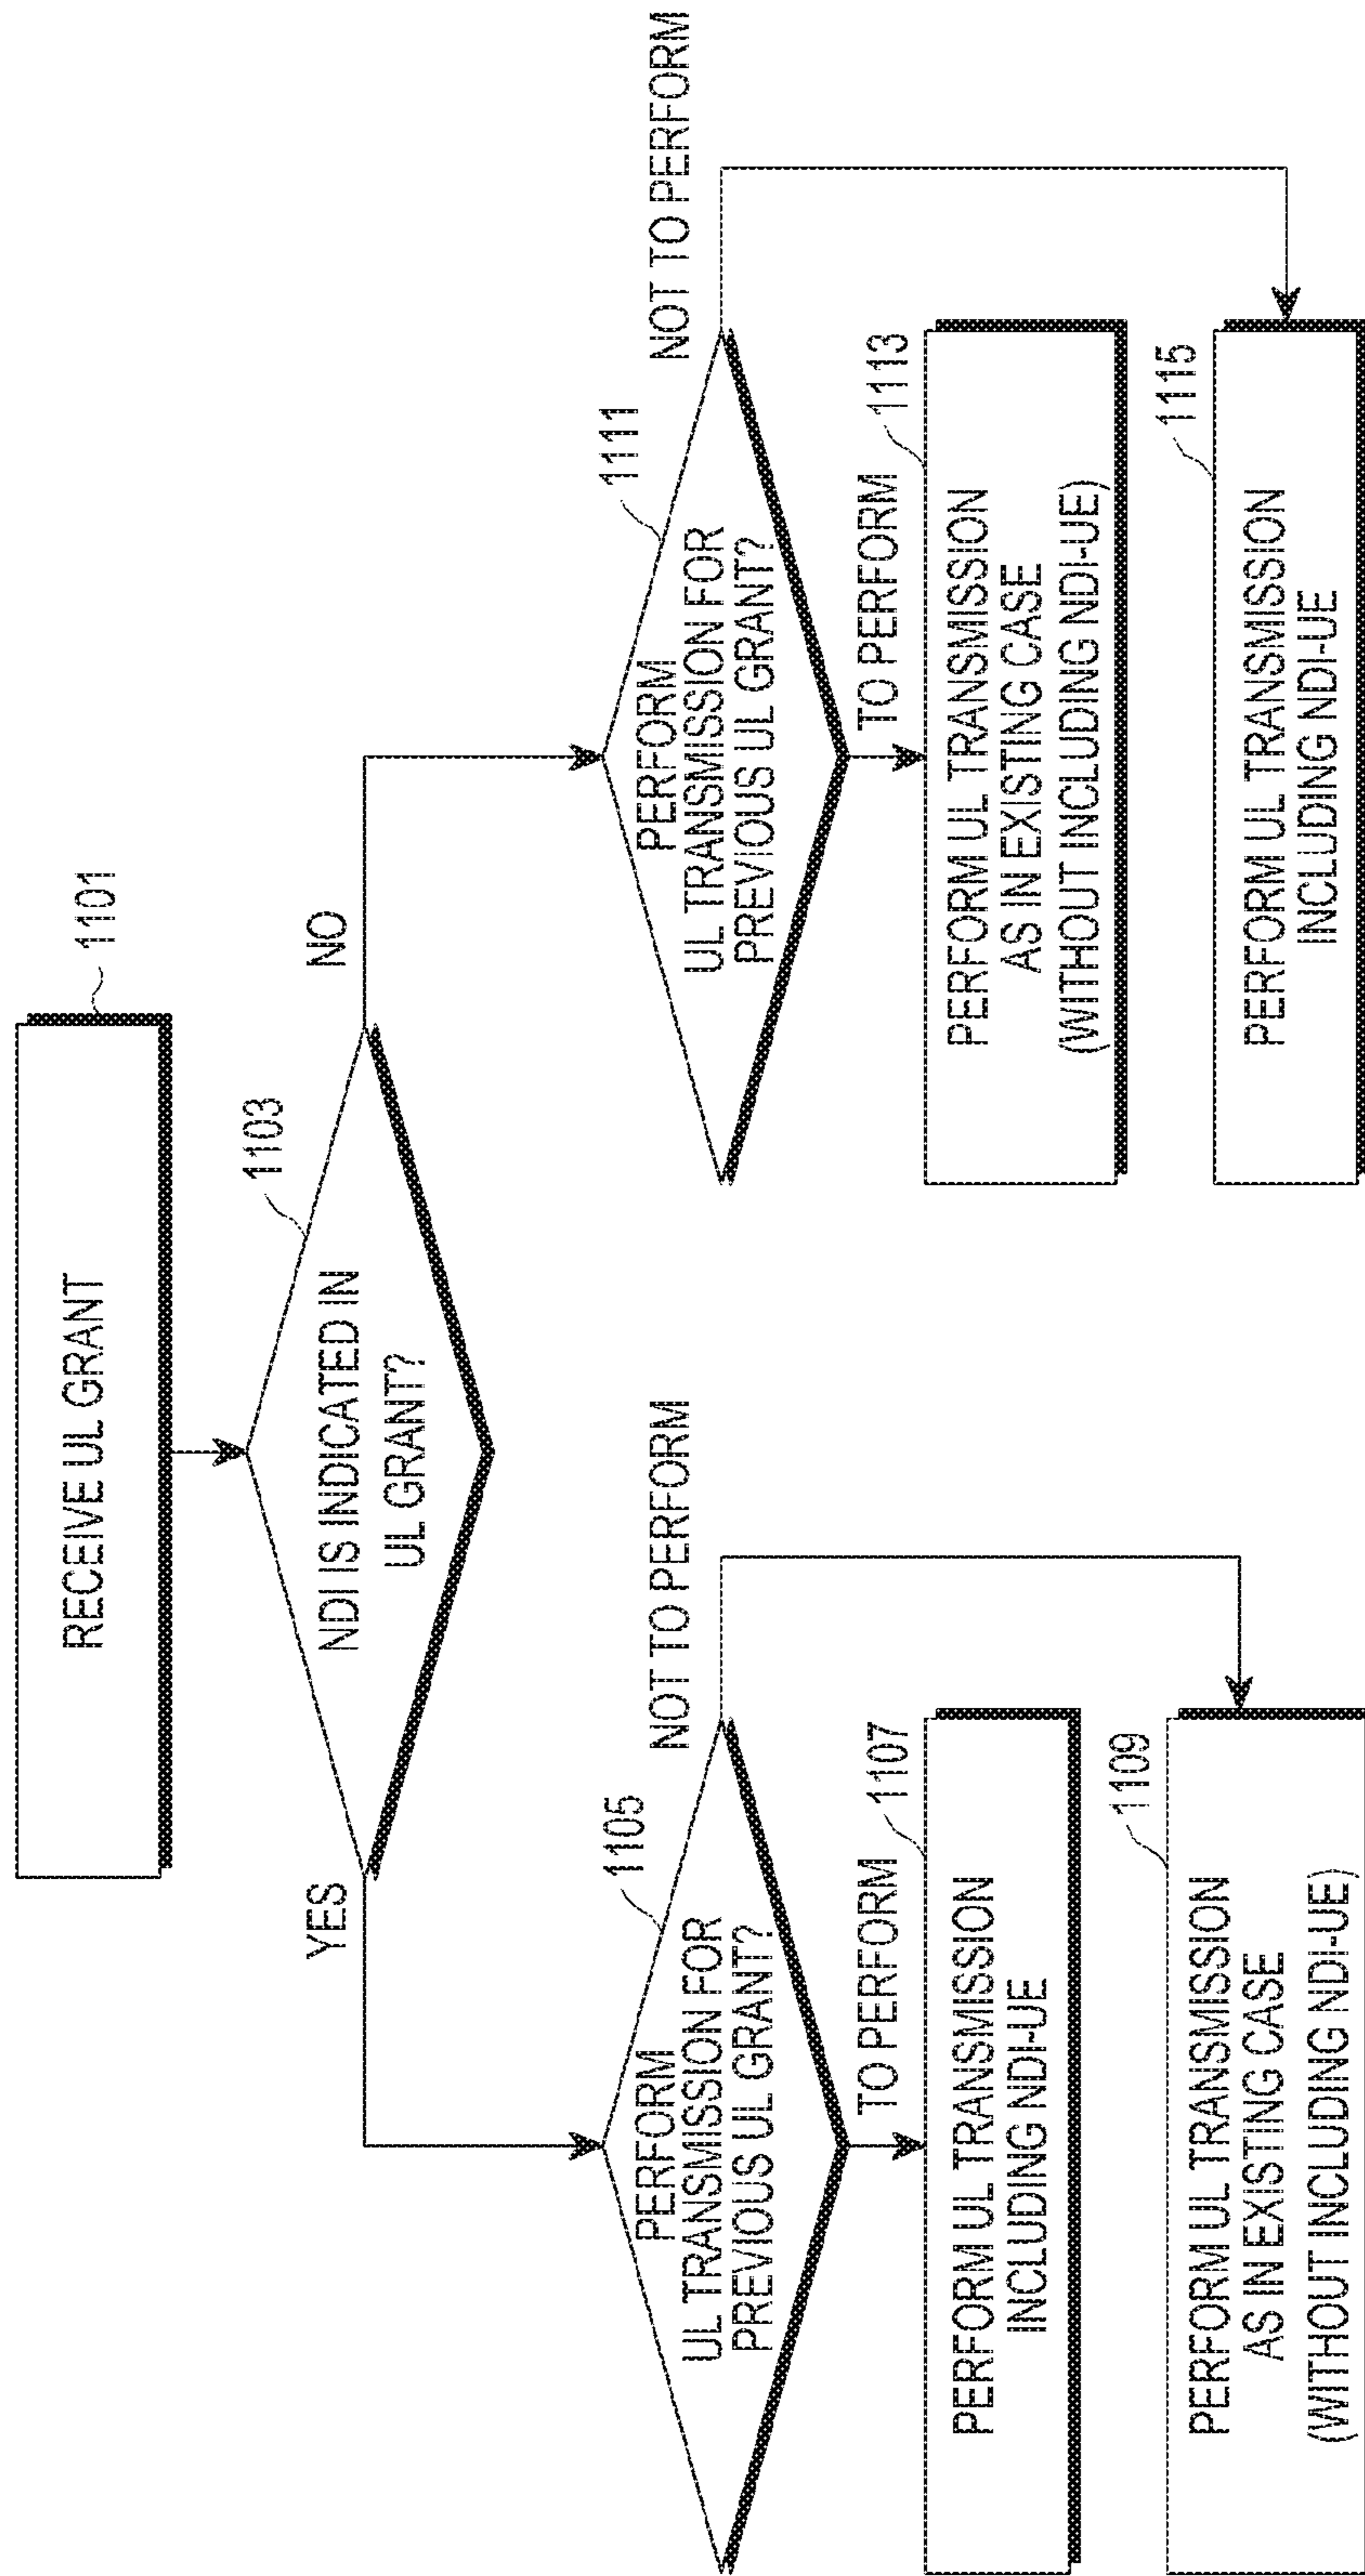 RECEIVE UL GRANT
1101
NDI IS INDICATED IN
UL GRANT?
1103
YES
NO
PERFORM
UL TRANSMISSION FOR
PREVIOUS UL GRANT?
1105
NOT TO PERFORM
TO PERFORM
PERFORM UL TRANSMISSION
INCLUDING NDI-UE
1107
PERFORM UL TRANSMISSION
AS IN EXISTING CASE
(WITHOUT INCLUDING NDI-UE)
1109
PERFORM
UL TRANSMISSION FOR
PREVIOUS UL GRANT?
1111
NOT TO PERFORM
TO PERFORM
PERFORM UL TRANSMISSION
AS IN EXISTING CASE
(WITHOUT INCLUDING NDI-UE)
1113
PERFORM UL TRANSMISSION
INCLUDING NDI-UE
1115